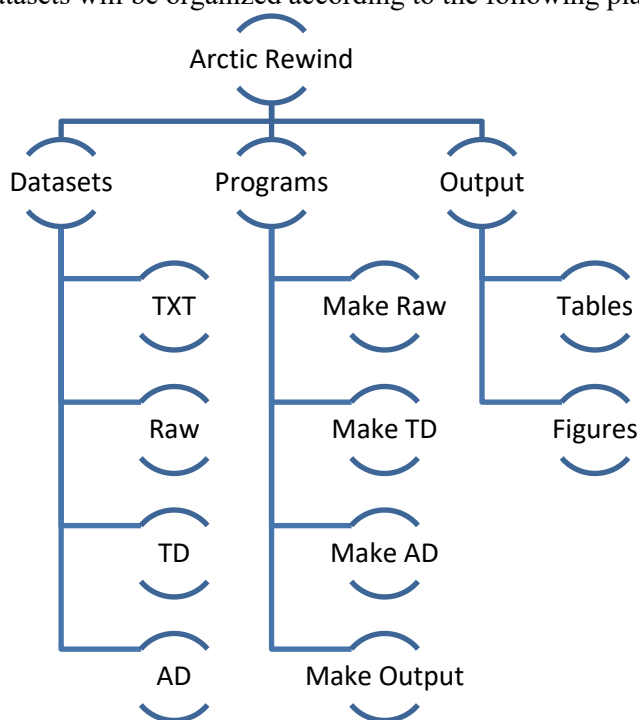 atasets will be organized according to the following pla
Arctic Rewind
Datasets
Programs
Output
TXT
Make Raw
Tables
Raw
Make TD
Figures
TD
Make AD
AD
Make Output